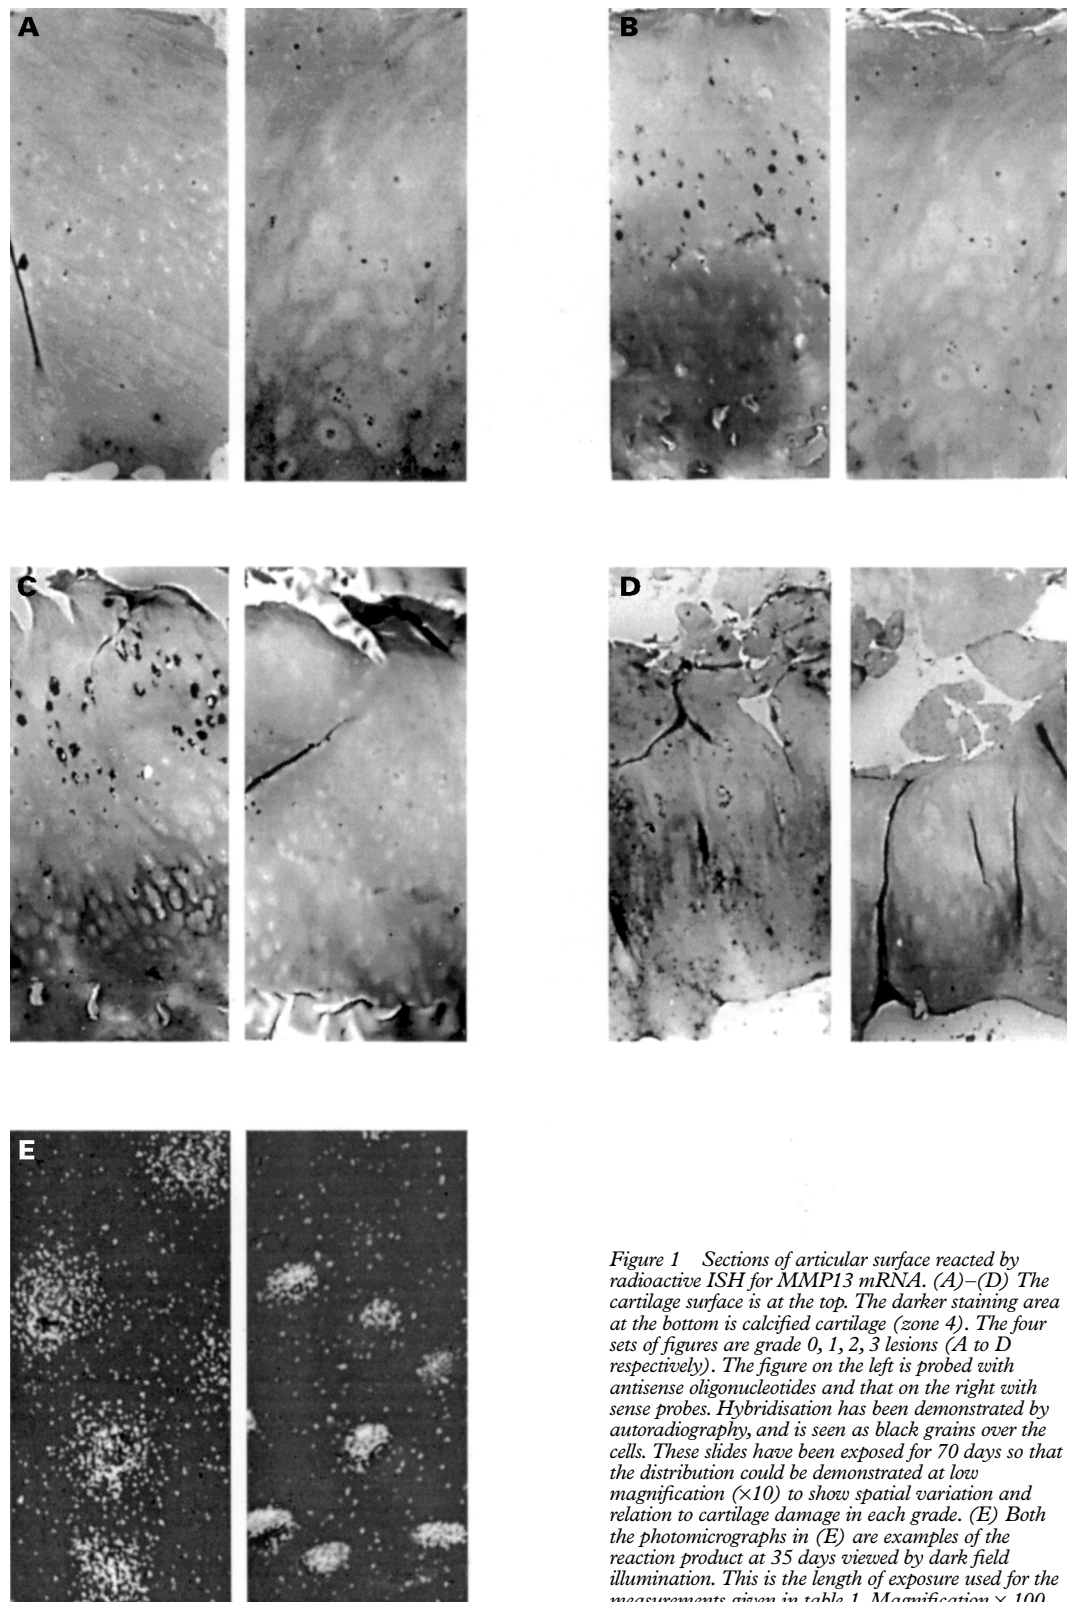 A
B
C
D
E
Figure 1 Sections of articular surface reacted by
radioactive ISH for MMP13 mRNA. (A)–(D) The
cartilage surface is at the top. The darker staining area
at the bottom is calcified cartilage (zone 4). The four
sets of figures are grade 0, 1, 2, 3 lesions (A to D
respectively). The figure on the left is probed with
antisense oligonucleotides and that on the right with
sense probes. Hybridisation has been demonstrated by
autoradiography, and is seen as black grains over the
cells. These slides have been exposed for 70 days so that
the distribution could be demonstrated at low
magnification (×10) to show spatial variation and
relation to cartilage damage in each grade. (E) Both
the photomicrographs in (E) are examples of the
reaction product at 35 days viewed by dark field
illumination. This is the length of exposure used for the
measurements given in table 1. Magnification × 100